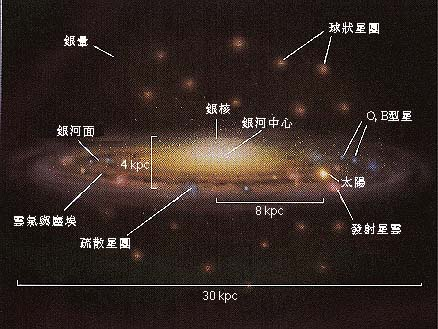 銀暈
球狀星團
銀核
O, B型星
銀河面
銀河中心
4 kpc
太陽
8 kpc
雲氣與塵埃
疏散星團
發射星雲
30 kpc